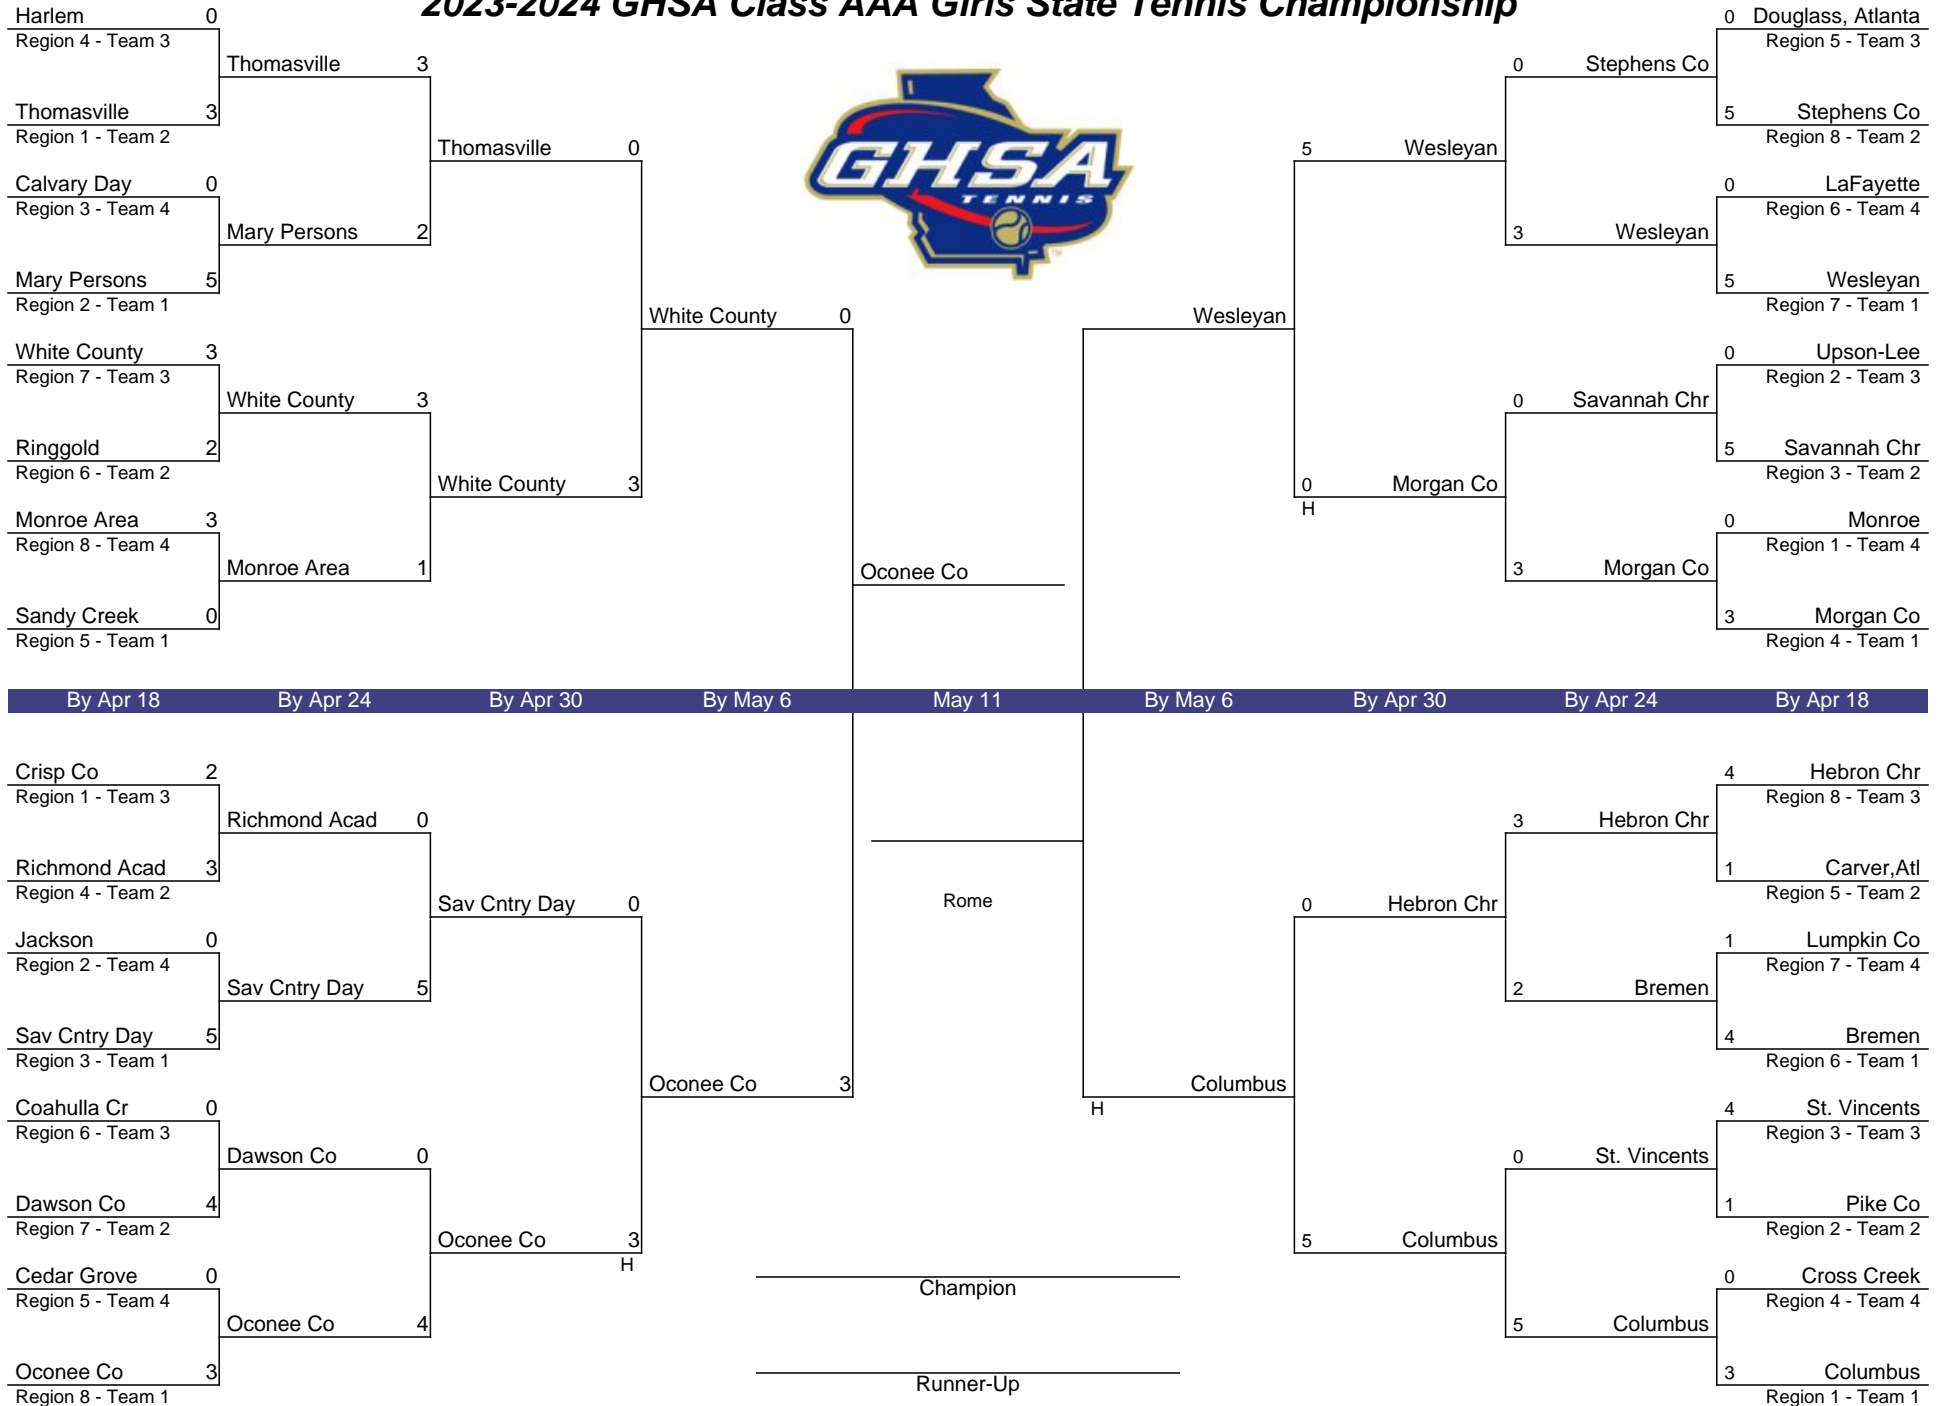 2023-2024 GHSA Class AAA Girls State Tennis Championship
GHSA
TENNIS
TM
Harlem 0
Region 4 - Team 3
Thomasville 3
Region 1 - Team 2
Calvary Day 0
Region 3 - Team 4
Mary Persons 5
Region 2 - Team 1
White County 3
Region 7 - Team 3
Ringgold 2
Region 6 - Team 2
Monroe Area 3
Region 8 - Team 4
Sandy Creek 0
Region 5 - Team 1
Thomasville 3
Mary Persons 2
White County 3
Monroe Area 1
Thomasville 0
White County 3
White County 0
Oconee Co
Wesleyan
5 Wesleyan
0 Morgan Co
H
0 Stephens Co
3 Wesleyan
0 Savannah Chr
3 Morgan Co
0 Douglass, Atlanta
Region 5 - Team 3
5 Stephens Co
Region 8 - Team 2
0 LaFayette
Region 6 - Team 4
5 Wesleyan
Region 7 - Team 1
0 Upson-Lee
Region 2 - Team 3
5 Savannah Chr
Region 3 - Team 2
0 Monroe
Region 1 - Team 4
3 Morgan Co
Region 4 - Team 1
By Apr 18 By Apr 24 By Apr 30 By May 6 May 11 By May 6 By Apr 30 By Apr 24 By Apr 18
Crisp Co 2
Region 1 - Team 3
Richmond Acad 3
Region 4 - Team 2
Jackson 0
Region 2 - Team 4
Sav Cntry Day 5
Region 3 - Team 1
Coahulla Cr 0
Region 6 - Team 3
Dawson Co 4
Region 7 - Team 2
Cedar Grove 0
Region 5 - Team 4
Oconee Co 3
Region 8 - Team 1
Richmond Acad 0
Sav Cntry Day 5
Dawson Co 0
Oconee Co 4
Sav Cntry Day 0
Oconee Co 3
H
Oconee Co 3
Rome
Champion
Runner-Up
Columbus
H
0 Hebron Chr
5 Columbus
3 Hebron Chr
2 Bremen
0 St. Vincents
5 Columbus
4 Hebron Chr
Region 8 - Team 3
1 Carver,Atl
Region 5 - Team 2
1 Lumpkin Co
Region 7 - Team 4
4 Bremen
Region 6 - Team 1
4 St. Vincents
Region 3 - Team 3
1 Pike Co
Region 2 - Team 2
0 Cross Creek
Region 4 - Team 4
3 Columbus
Region 1 - Team 1